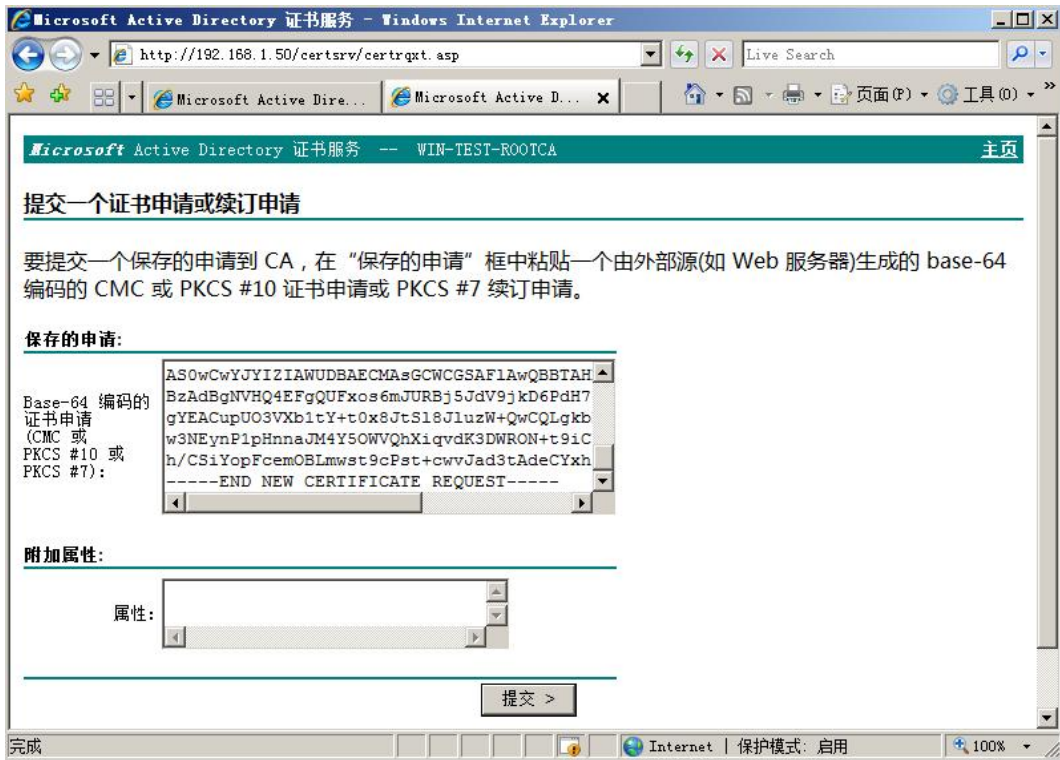 Microsoft Active Directory 证书服务 - Windows Internet Explorer
http://192.168.1.50/certsrv/certrqxt.asp
Live Search
Microsoft Active Dire...
Microsoft Active D...
页面(P)
工具(O)
»
Microsoft Active Directory 证书服务 -- WIN-TEST-ROOTCA
主页
提交一个证书申请或续订申请
要提交一个保存的申请到 CA，在“保存的申请”框中粘贴一个由外部源(如 Web 服务器)生成的 base-64
编码的 CMC 或 PKCS #10 证书申请或 PKCS #7 续订申请。
保存的申请:
Base-64 编码的
证书申请
(CMC 或
PKCS #10 或
PKCS #7):
AS0wCwYJYIZIAWUDBAECMAsGCWCGSAFlAwQBBTAH
BzAdBgNVHQ4EFgQUFxos6mJURBj5JdV9jkD6PdH7
gYEACupUO3VXb1tY+t0x8JtSl8JluzW+QwCQLgkb
w3NEynP1pHnnaJM4Y5OWVQhXiqvdK3DWRON+t9iC
h/CSiYopFcemOBLmwst9cPst+cwvJad3tAdeCYxh
-----END NEW CERTIFICATE REQUEST-----
附加属性:
属性:
提交 >
完成
Internet | 保护模式: 启用
100%